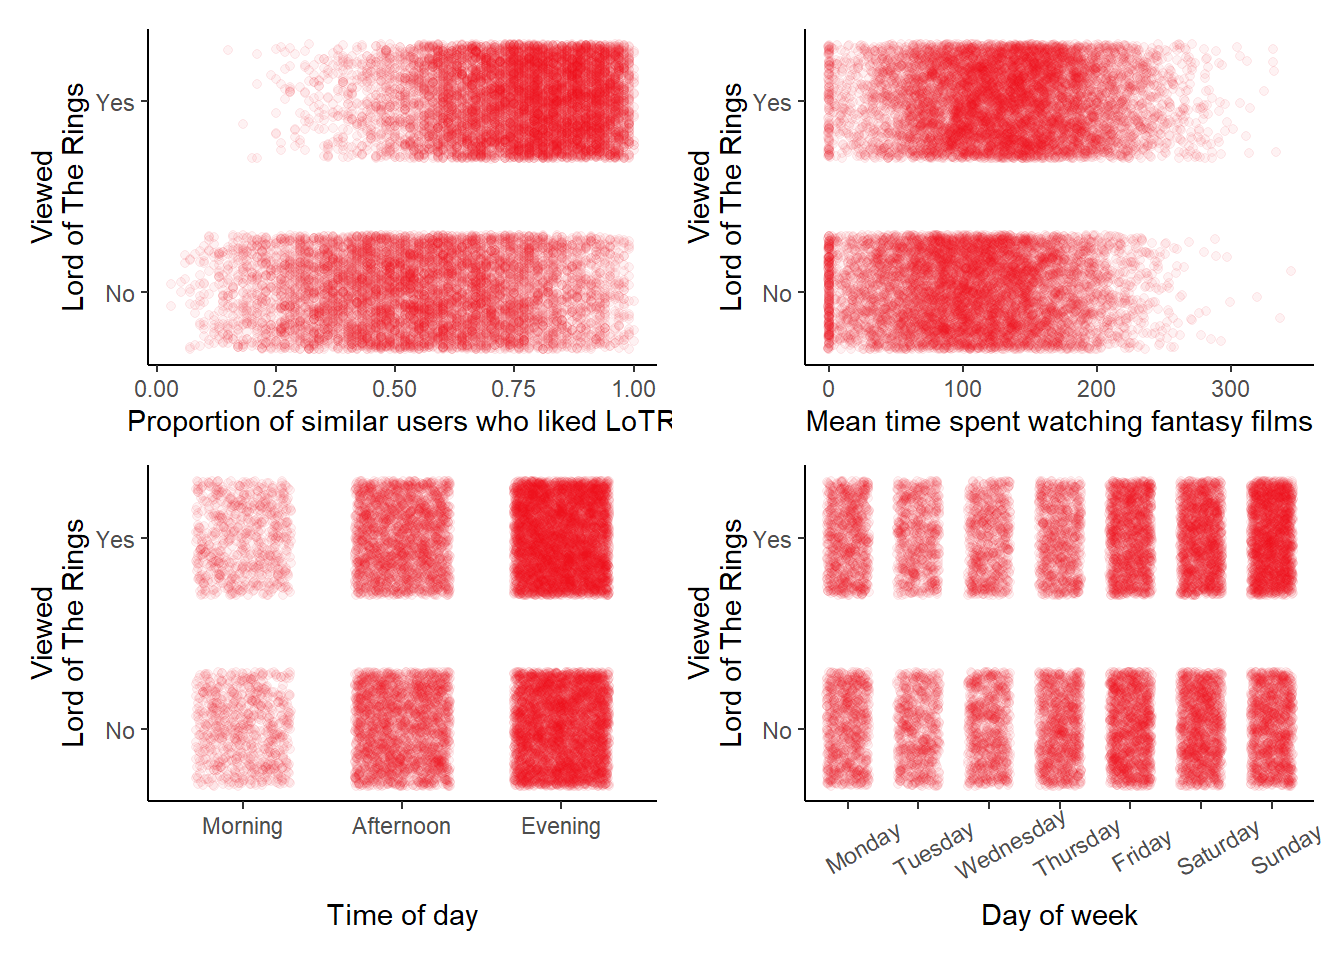 Viewed
Lord of The Rings
Yes
No
0.00 0.25 0.50 0.75 1.00
Proportion of similar users who liked LoTR
Viewed
Lord of The Rings
Yes
No
0 100 200 300
Mean time spent watching fantasy films
Viewed
Lord of The Rings
Yes
No
Morning Afternoon Evening
Time of day
Viewed
Lord of The Rings
Yes
No
Monday Tuesday Wednesday Thursday Friday Saturday Sunday
Day of week